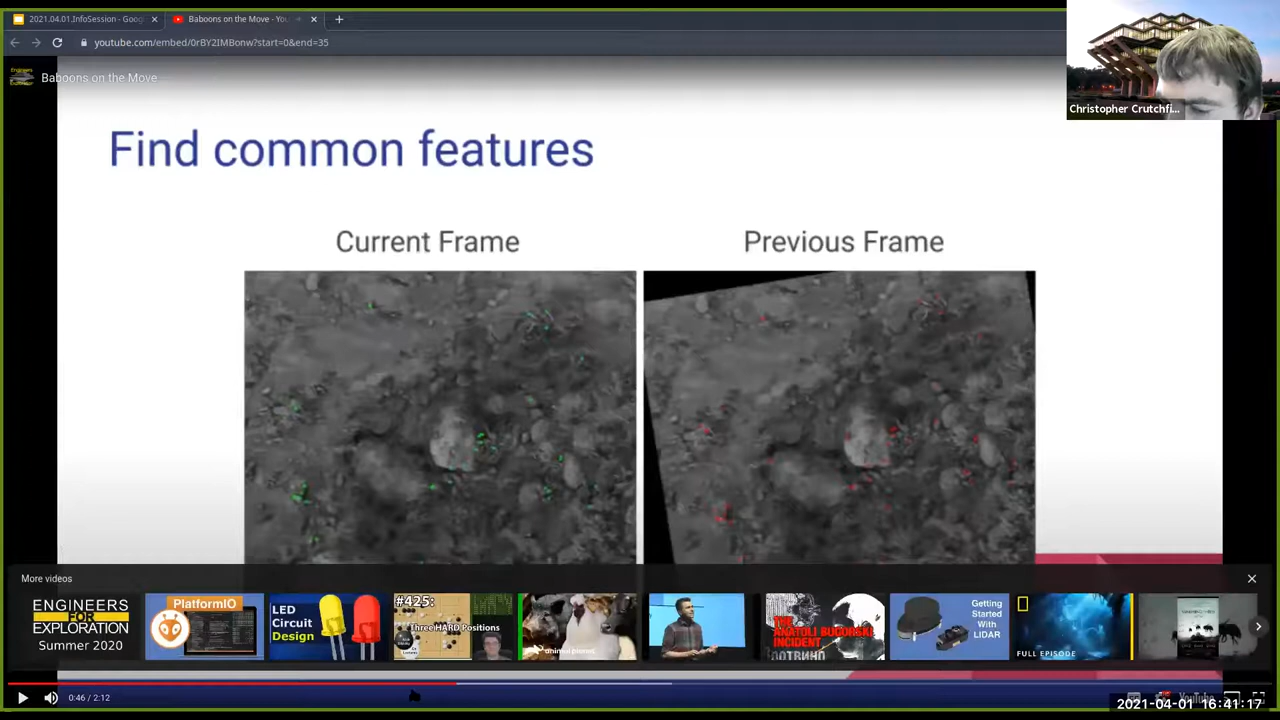 2021.04.01.InfoSession - Goog
Baboons on the Move - You
youtube.com/embed/0rBY2IMBonw?start=0&end=35
Baboons on the Move
Christopher Crutchfi...
Find common features
Current Frame
Previous Frame
More videos
ENGINEERS
FOR
EXPLORATION
Summer 2020
PlatformIO
LED
Circuit
Design
#425:
Three HARD Positions
animal planet
THE
ANATOLI BUGORSKI
INCIDENT
Getting
Started
With
LIDAR
FULL EPISODE
0:46 / 2:12
YouTube
2021-04-01 16:41:17